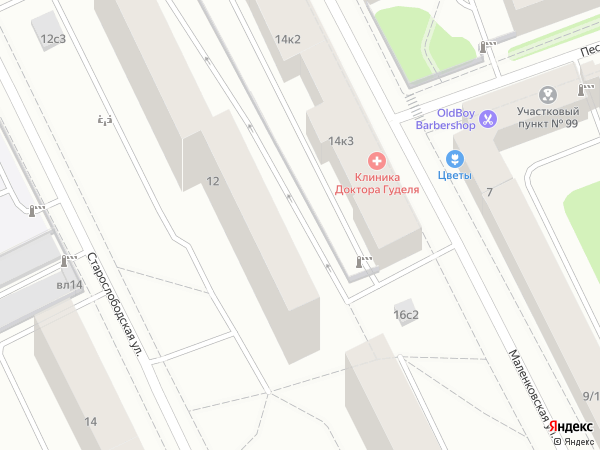 12с3
14к2
Пес
OldBoy
Barbershop
Участковый
пункт № 99
14к3
Клиника
Доктора Гуделя
Цветы
12
7
вл14
Старослободская ул.
16с2
Маленковская ул.
14
9/1
Яндекс
© Яндекс